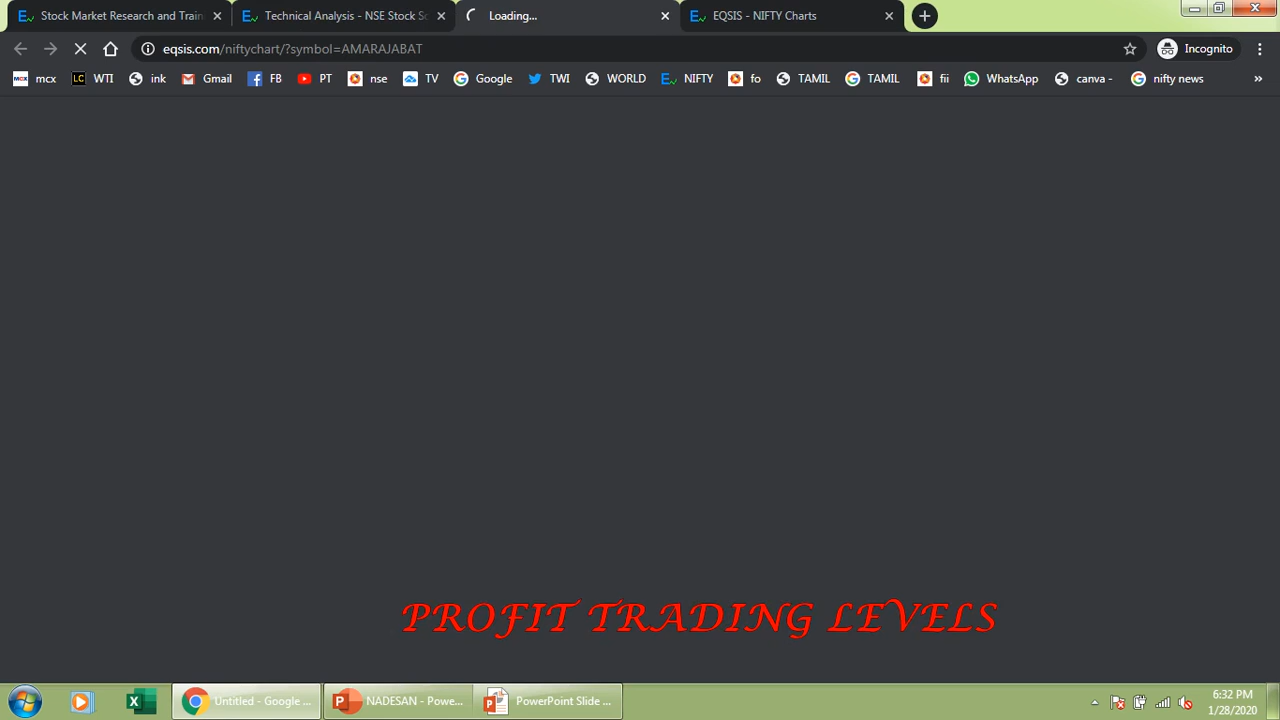 Stock Market Research and Train
Technical Analysis - NSE Stock Sc
Loading...
EQSIS - NIFTY Charts
eqsis.com/niftychart/?symbol=AMARAJABAT
Incognito
mcx
LC WTI
ink
Gmail
FB
PT
nse
TV
Google
TWI
WORLD
NIFTY
fo
TAMIL
TAMIL
fii
WhatsApp
canva -
nifty news
»
PROFIT TRADING LEVELS
Untitled - Google ...
NADESAN - Powe...
PowerPoint Slide ...
6:32 PM
1/28/2020